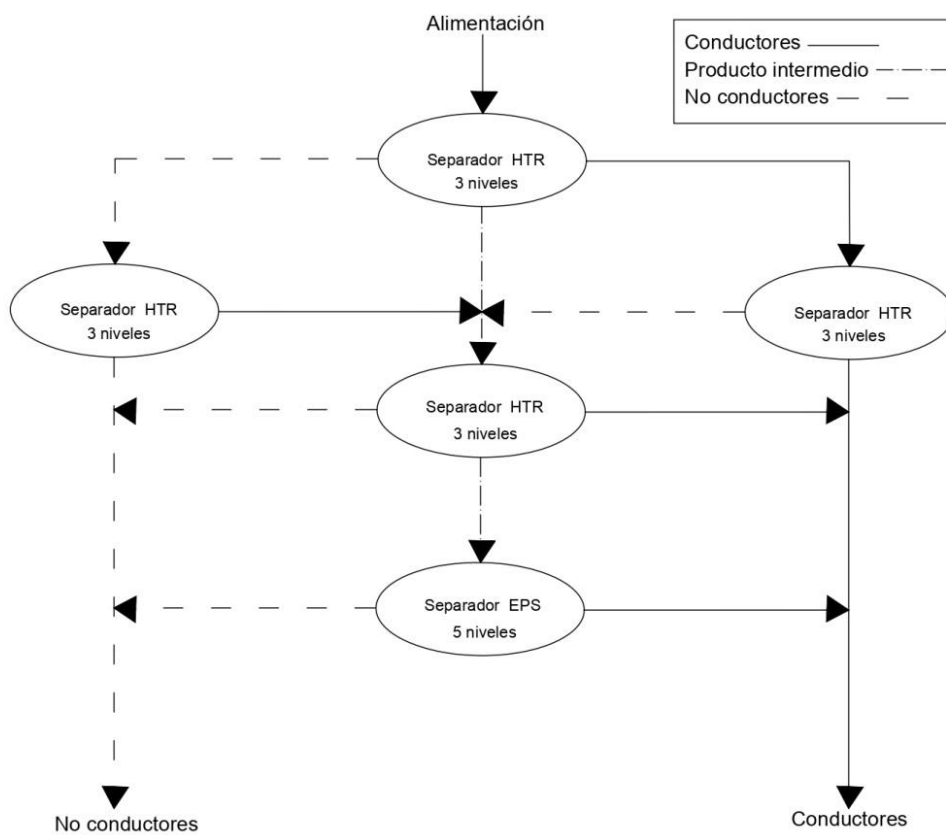 Alimentación
Conductores
Producto intermedio
No conductores
Separador HTR
3 niveles
Separador HTR
3 niveles
Separador HTR
3 niveles
Separador HTR
3 niveles
Separador EPS
5 niveles
No conductores
Conductores